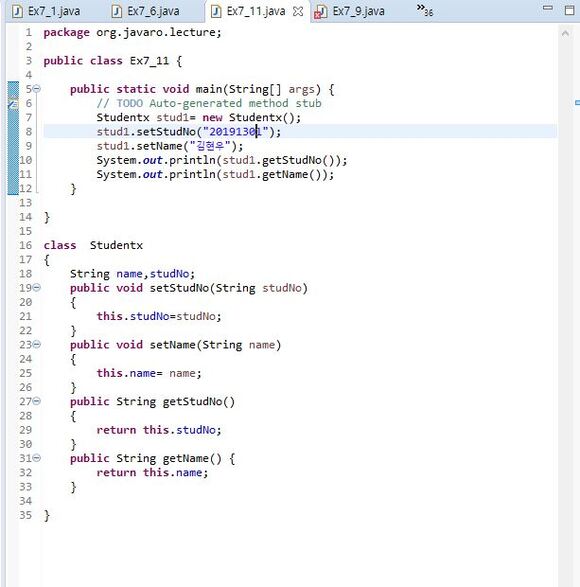 Ex7_1.java Ex7_6.java Ex7_11.java Ex7_9.java »36
1 package org.javaro.lecture;
2
3 public class Ex7_11 {
4
5 public static void main(String[] args) {
6 // TODO Auto-generated method stub
7 Studentx stud1= new Studentx();
8 stud1.setStudNo("20191301");
9 stud1.setName("김현우");
10 System.out.println(stud1.getStudNo());
11 System.out.println(stud1.getName());
12 }
13
14 }
15
16 class  Studentx
17 {
18 String name,studNo;
19 public void setStudNo(String studNo)
20 {
21 this.studNo=studNo;
22 }
23 public void setName(String name)
24 {
25 this.name= name;
26 }
27 public String getStudNo()
28 {
29 return this.studNo;
30 }
31 public String getName() {
32 return this.name;
33 }
34
35 }